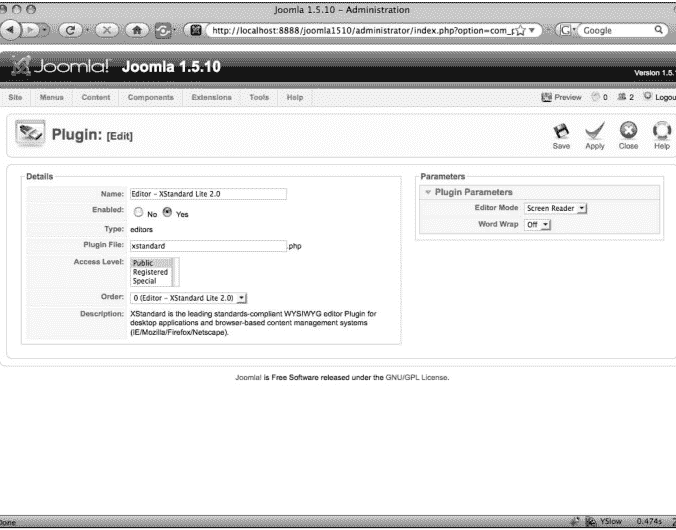 Joomla 1.5.10 – Administration
http://localhost:8888/joomla1510/administrator/index.php?option=com_p
Google
Joomla! Joomla 1.5.10
Version 1.5.1
Site Menus Content Components Extensions Tools Help
Preview 0 2 Logou
Plugin: [Edit]
Save Apply Close Help
Details
Name: Editor - XStandard Lite 2.0
Enabled: No Yes
Type: editors
Plugin File: xstandard .php
Access Level: Public
Registered
Special
Order: 0 (Editor - XStandard Lite 2.0)
Description: XStandard is the leading standards-compliant WYSIWYG editor Plugin for
desktop applications and browser-based content management systems
(IE/Mozilla/Firefox/Netscape).
Parameters
Plugin Parameters
Editor Mode Screen Reader
Word Wrap Off
Joomla! is Free Software released under the GNU/GPL License.
Done
YSlow 0.474s